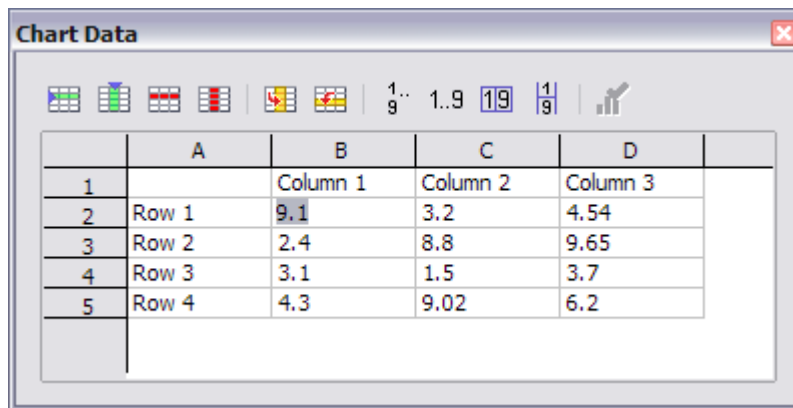 Chart Data
1.. 9 1..9 19 1 9
A B C D
1 Column 1 Column 2 Column 3
2 Row 1 9.1 3.2 4.54
3 Row 2 2.4 8.8 9.65
4 Row 3 3.1 1.5 3.7
5 Row 4 4.3 9.02 6.2